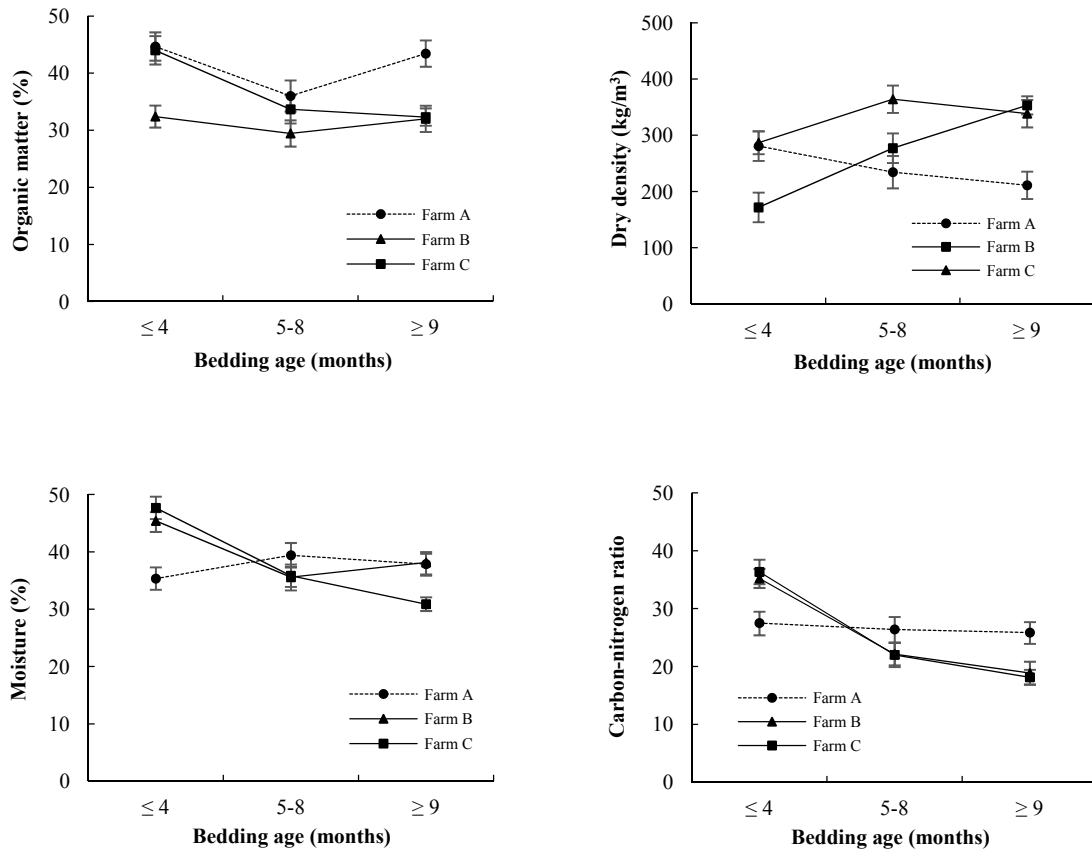 Organic matter (%)
50
40
30
20
10
0
Farm A
Farm B
Farm C
≤ 4
5-8
≥ 9
Bedding age (months)
Dry density (kg/m³)
500
400
300
200
100
0
Farm A
Farm B
Farm C
≤ 4
5-8
≥ 9
Bedding age (months)
Moisture (%)
50
40
30
20
10
0
Farm A
Farm B
Farm C
≤ 4
5-8
≥ 9
Bedding age (months)
Carbon-nitrogen ratio
50
40
30
20
10
0
Farm A
Farm B
Farm C
≤ 4
5-8
≥ 9
Bedding age (months)